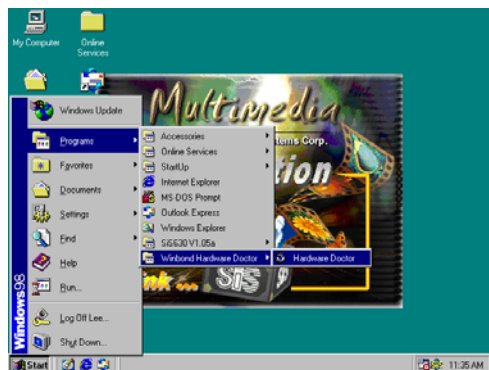 My Computer
Online
Services
Multimedia
tems Corp.
tion
nk ...
SiS
Windows98
Windows Update
Programs
Favorites
Documents
Settings
Find
Help
Run...
Log Off Lee...
Shut Down...
Accessories
Online Services
StartUp
Internet Explorer
MS-DOS Prompt
Outlook Express
Windows Explorer
SiS630 V1.05a
Winbond Hardware Doctor
Hardware Doctor
Start
11:35 AM